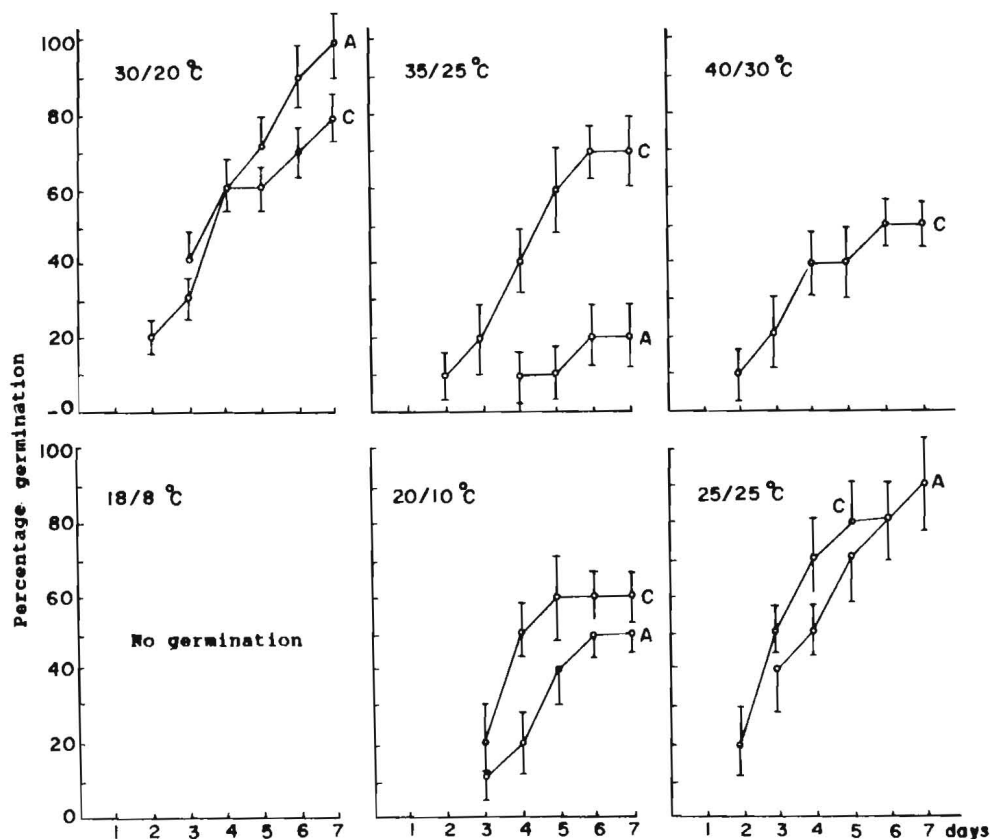 Percentage germination
100
80
60
40
20
0
30/20 °C
A
C
35/25 °C
C
A
40/30 °C
C
100
80
60
40
20
0
18/8 °C
No germination
1 2 3 4 5 6 7
20/10 °C
C
A
1 2 3 4 5 6 7
25/25 °C
C
A
1 2 3 4 5 6 7 days